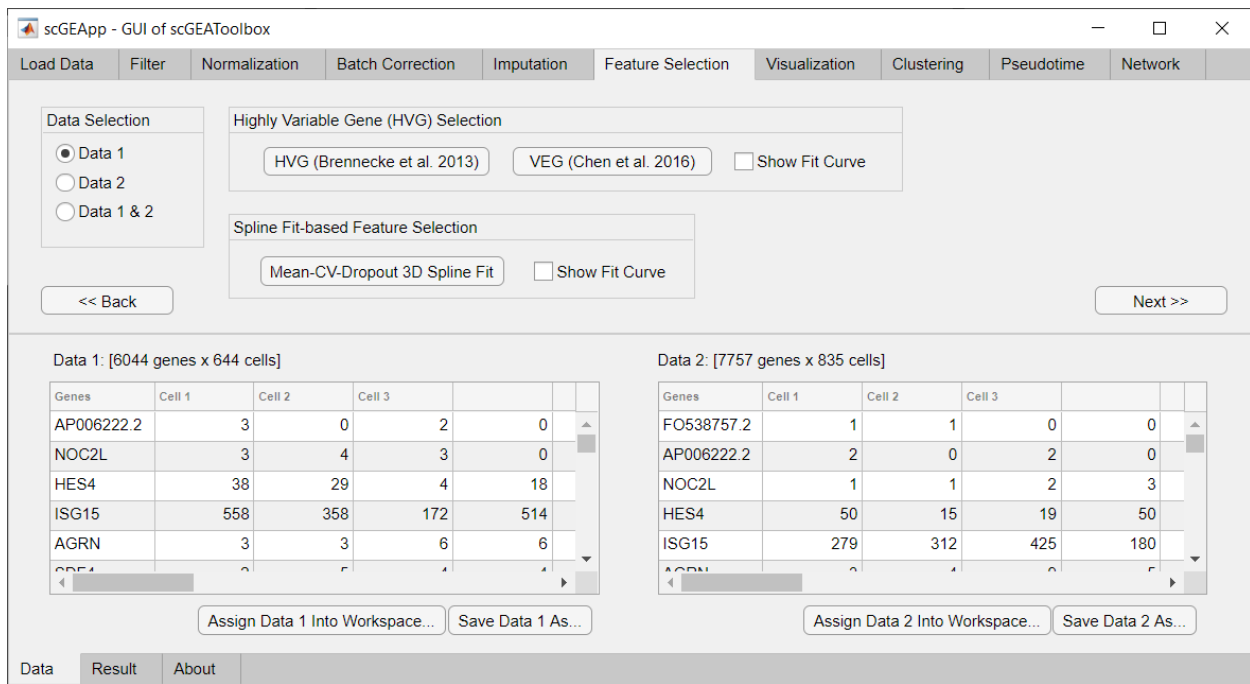 scGEApp - GUI of scGEAToolbox
Load Data Filter Normalization Batch Correction Imputation Feature Selection Visualization Clustering Pseudotime Network
Data Selection
Data 1
Data 2
Data 1 & 2
Highly Variable Gene (HVG) Selection
HVG (Brennecke et al. 2013) VEG (Chen et al. 2016) Show Fit Curve
Spline Fit-based Feature Selection
Mean-CV-Dropout 3D Spline Fit Show Fit Curve
<< Back Next >>
Data 1: [6044 genes x 644 cells]
Genes Cell 1 Cell 2 Cell 3
AP006222.2 3 0 2 0
NOC2L 3 4 3 0
HES4 38 29 4 18
ISG15 558 358 172 514
AGRN 3 3 6 6
Assign Data 1 Into Workspace... Save Data 1 As...
Data 2: [7757 genes x 835 cells]
Genes Cell 1 Cell 2 Cell 3
FO538757.2 1 1 0 0
AP006222.2 2 0 2 0
NOC2L 1 1 2 3
HES4 50 15 19 50
ISG15 279 312 425 180
Assign Data 2 Into Workspace... Save Data 2 As...
Data Result About